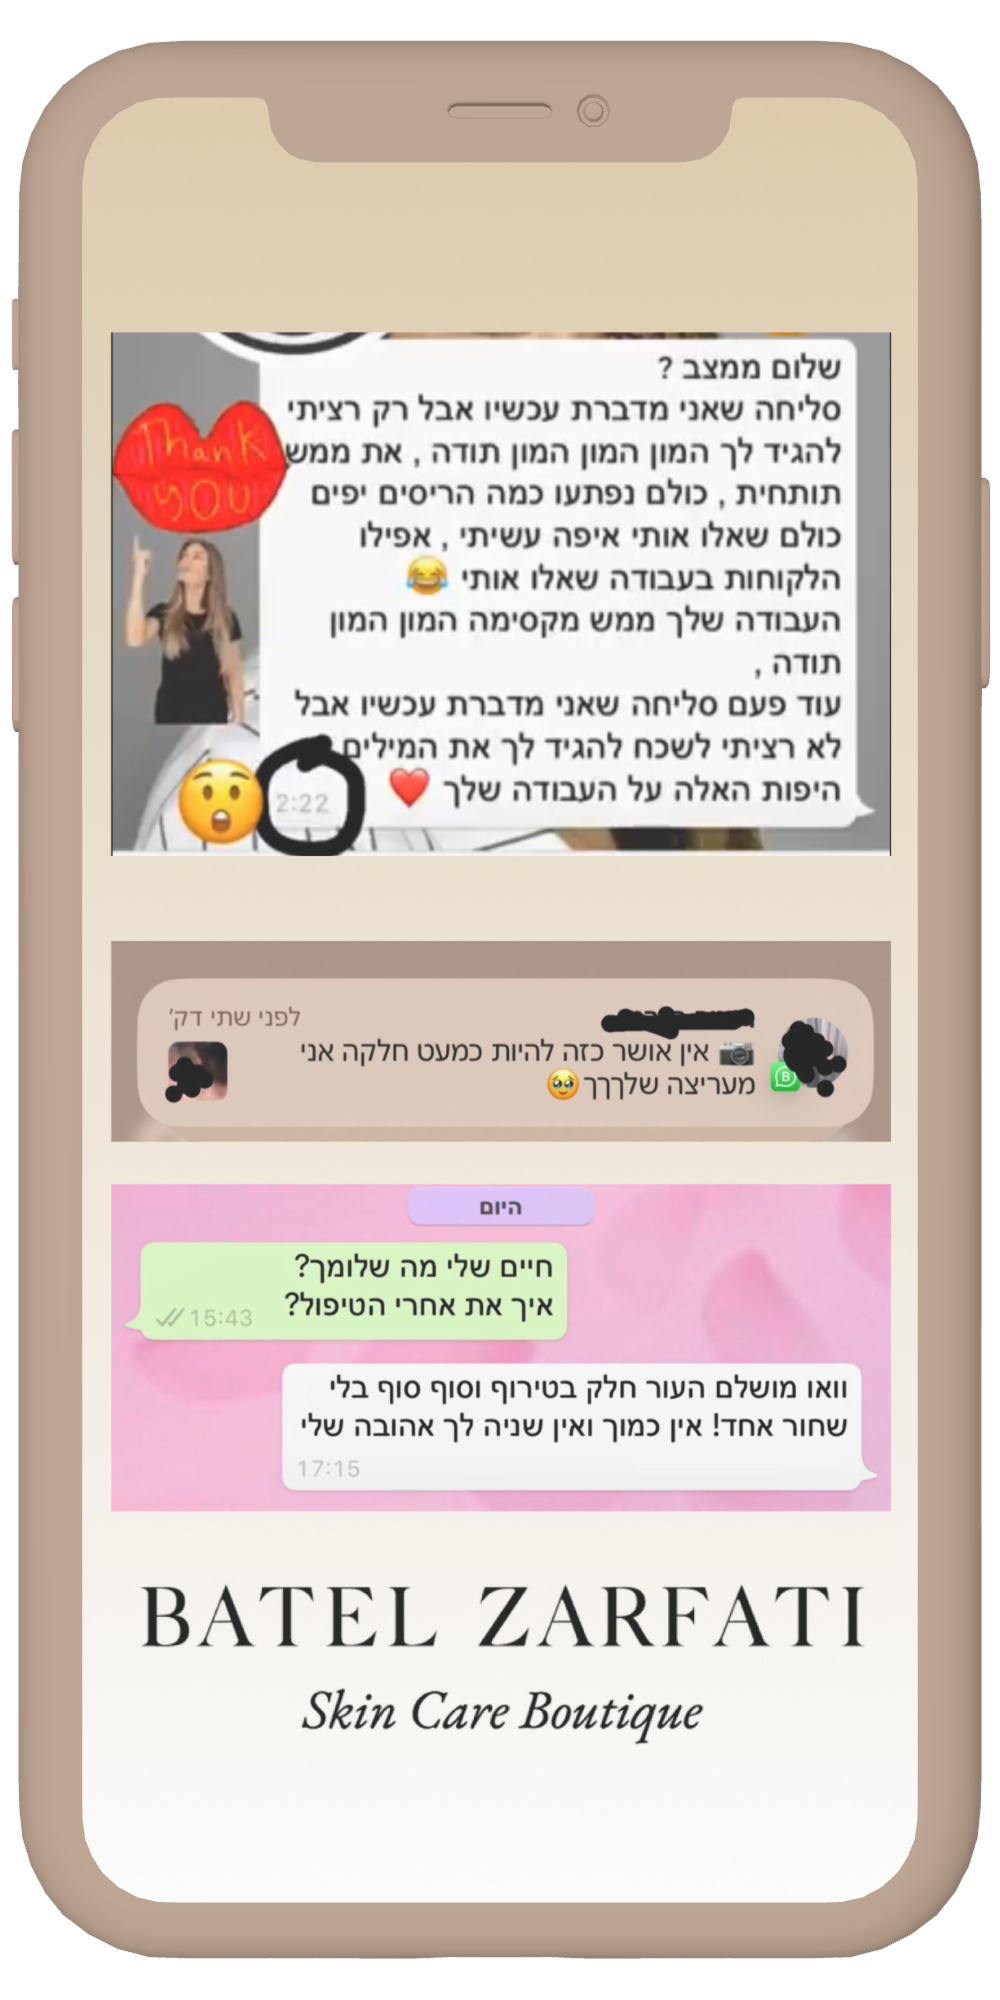 שלום ממצב ?
סליחה שאני מדברת עכשיו אבל רק רציתי
להגיד לך המון המון המון תודה , את ממש
תותחית , כולם נפתעו כמה הריסים יפים
כולם שאלו אותי איפה עשיתי , אפילו
הלקוחות בעבודה שאלו אותי 😂
העבודה שלך ממש מקסימה המון המון
תודה ,
עוד פעם סליחה שאני מדברת עכשיו אבל
לא רציתי לשכח להגיד לך את המילים
היפות האלה על העבודה שלך ❤️
2:22
Thank
YOU
לפני שתי דק׳
📷 אין אושר כזה להיות כמעט חלקה אני
מעריצה שלךךך🥹
היום
חיים שלי מה שלומך?
איך את אחרי הטיפול?
15:43
וואו מושלם העור חלק בטירוף וסוף סוף בלי
שחור אחד! אין כמוך ואין שניה לך אהובה שלי
17:15
BATEL ZARFATI
Skin Care Boutique